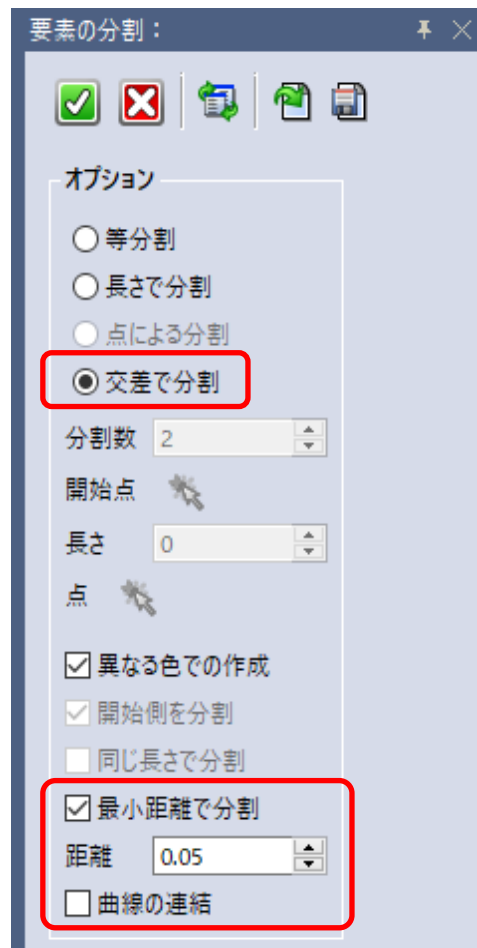 要素の分割：
オプション
等分割
長さで分割
点による分割
交差で分割
分割数 2
開始点
長さ 0
点
異なる色での作成
開始側を分割
同じ長さで分割
最小距離で分割
距離 0.05
曲線の連結